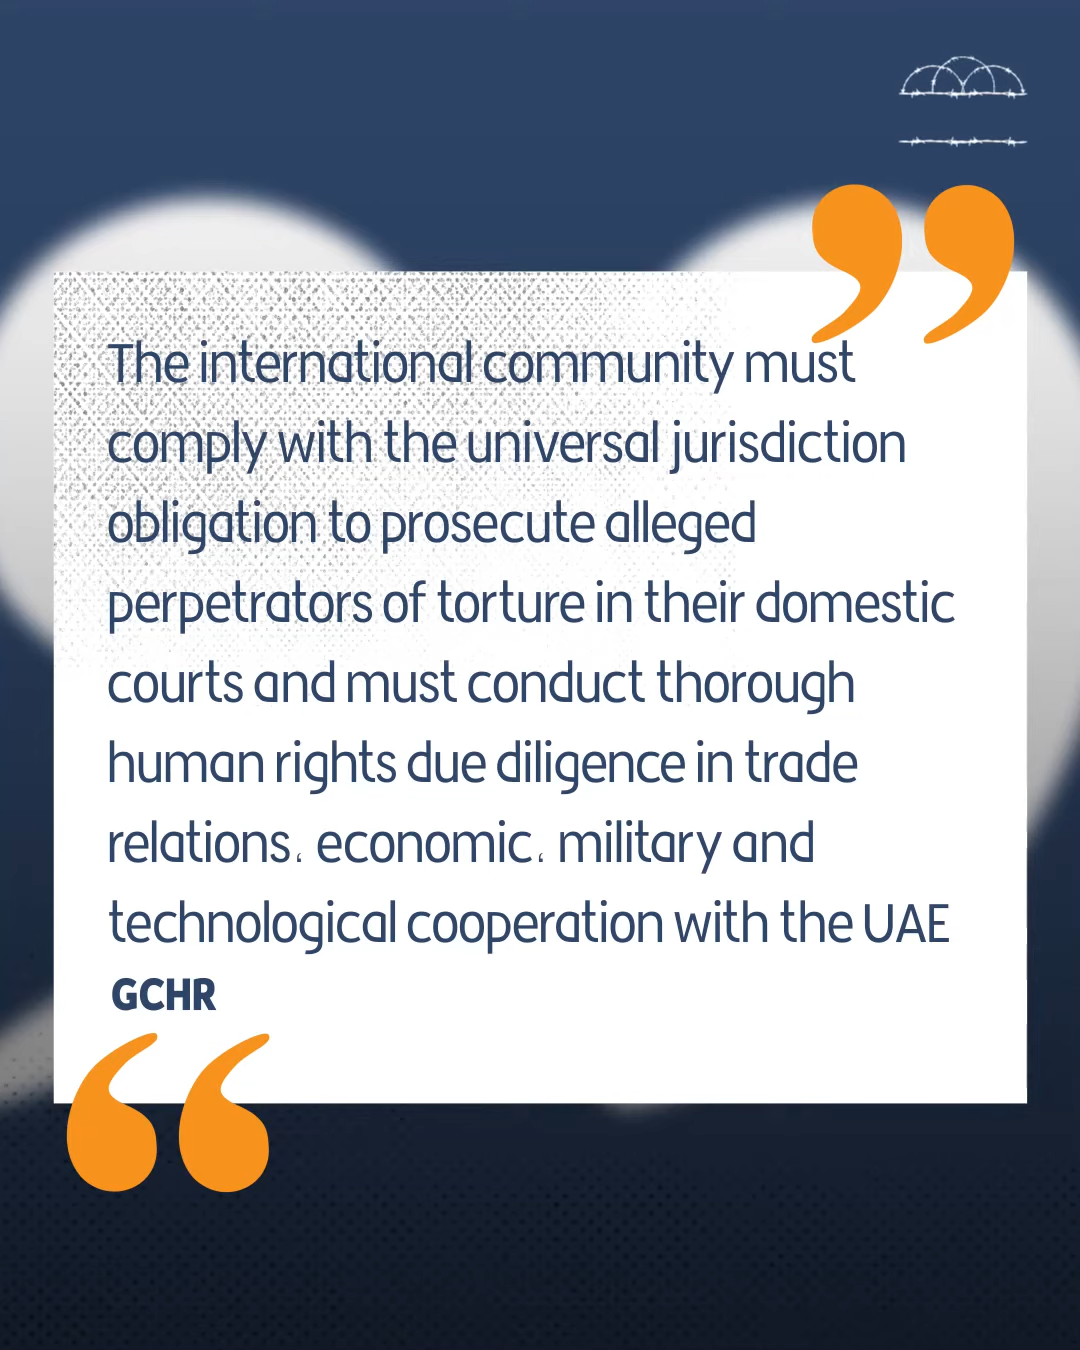 The international community must
comply with the universal jurisdiction
obligation to prosecute alleged
perpetrators of torture in their domestic
courts and must conduct thorough
human rights due diligence in trade
relations، economic، military and
technological cooperation with the UAE
GCHR